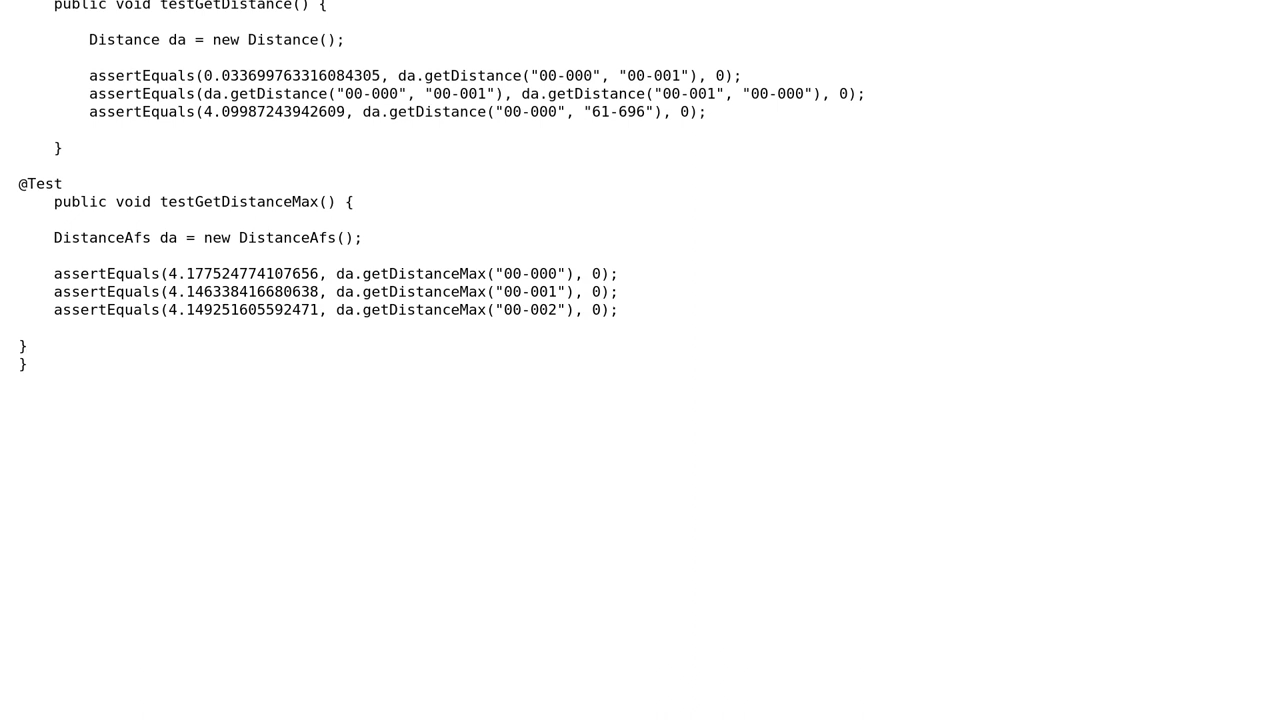 public void testGetDistance() {
Distance da = new Distance();
assertEquals(0.033699763316084305, da.getDistance("00-000", "00-001"), 0);
assertEquals(da.getDistance("00-000", "00-001"), da.getDistance("00-001", "00-000"), 0);
assertEquals(4.09987243942609, da.getDistance("00-000", "61-696"), 0);
}
@Test
public void testGetDistanceMax() {
DistanceAfs da = new DistanceAfs();
assertEquals(4.177524774107656, da.getDistanceMax("00-000"), 0);
assertEquals(4.146338416680638, da.getDistanceMax("00-001"), 0);
assertEquals(4.149251605592471, da.getDistanceMax("00-002"), 0);
}
}